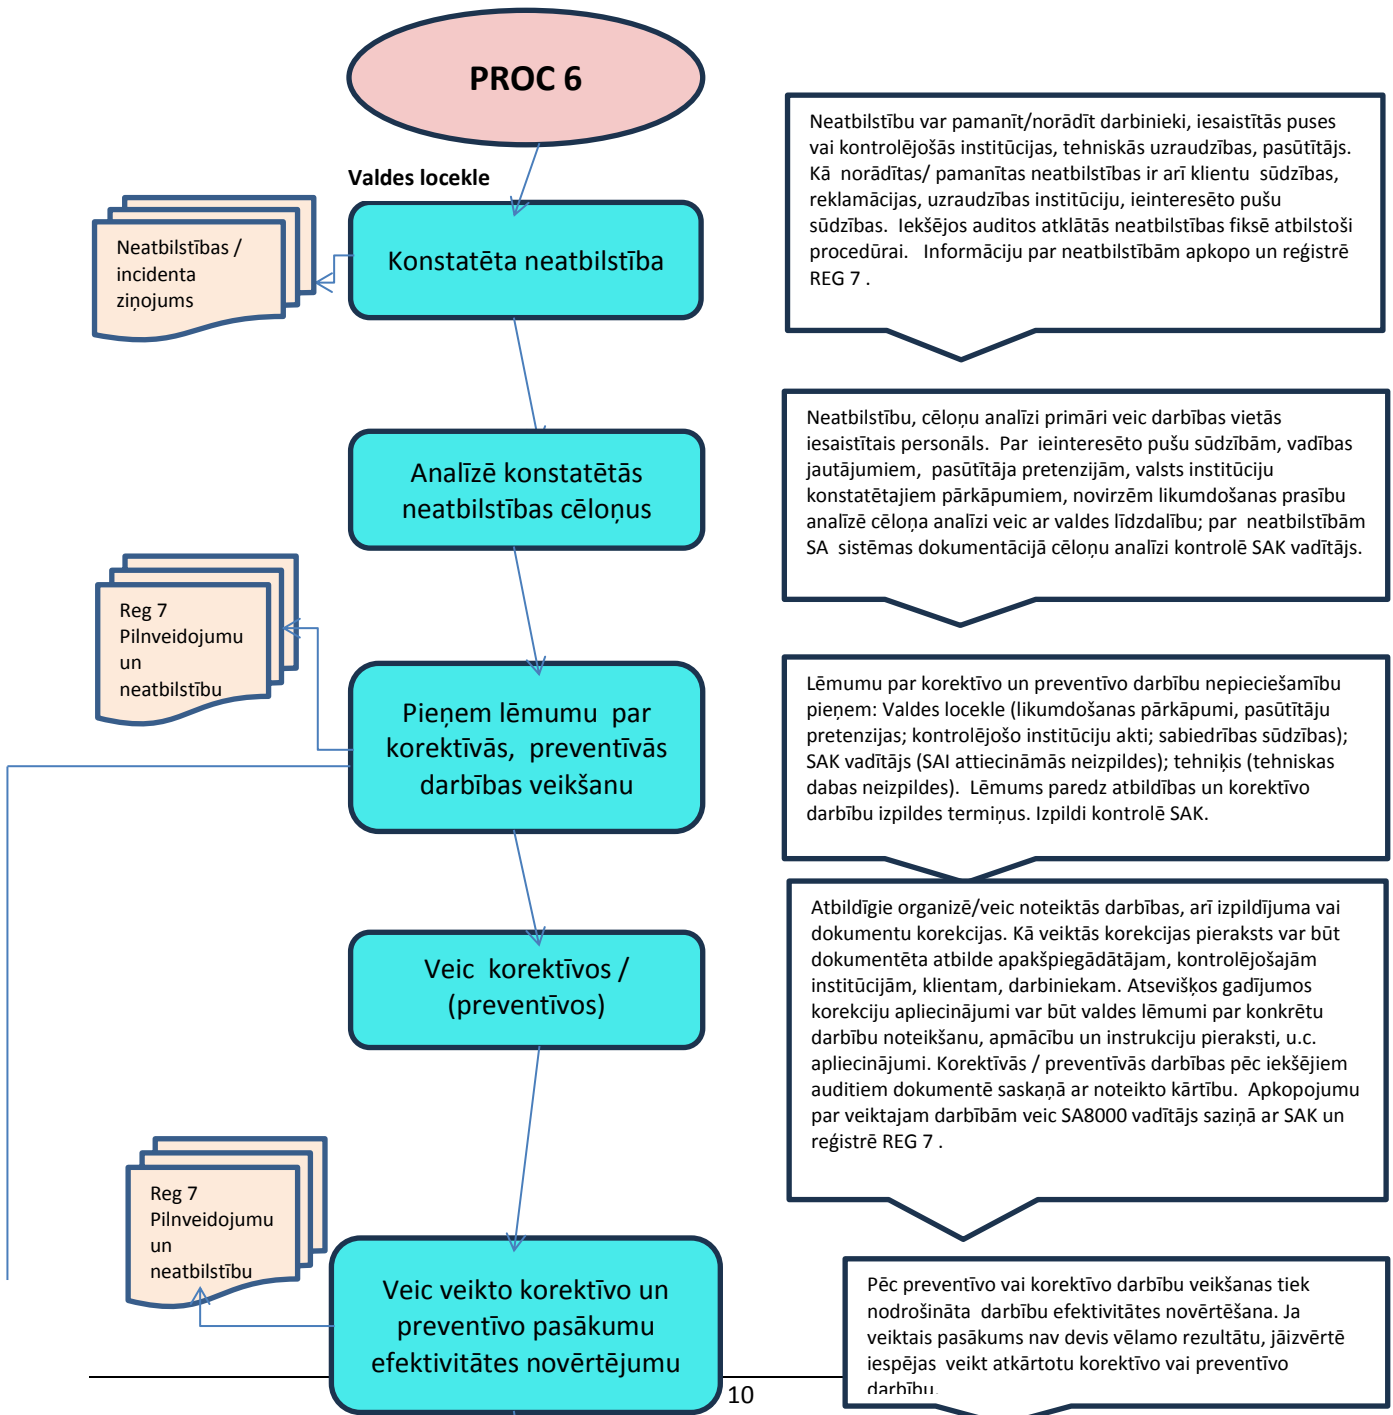 PROC 6
Valdes locekle
Konstatēta neatbilstība
Neatbilstības /
incidenta
ziņojums
Neatbilstību var pamanīt/norādīt darbinieki, iesaistītās puses
vai kontrolējošās institūcijas, tehniskās uzraudzības, pasūtītājs.
Kā  norādītas/ pamanītas neatbilstības ir arī klientu  sūdzības,
reklamācijas, uzraudzības institūciju, ieinteresēto pušu
sūdzības.  Iekšējos auditos atklātās neatbilstības fiksē atbilstoši
procedūrai.   Informāciju par neatbilstībām apkopo un reģistrē
REG 7 .
Analīzē konstatētās
neatbilstības cēloņus
Neatbilstību, cēloņu analīzi primāri veic darbības vietās
iesaistītais personāls.  Par  ieinteresēto pušu sūdzībām, vadības
jautājumiem,  pasūtītāja pretenzijām, valsts institūciju
konstatētajiem pārkāpumiem, novirzēm likumdošanas prasību
analīzē cēloņa analīzi veic ar valdes līdzdalību; par  neatbilstībām
SA  sistēmas dokumentācijā cēloņu analīzi kontrolē SAK vadītājs.
Reg 7
Pilnveidojumu
un
neatbilstību
Pieņem lēmumu  par
korektīvās,  preventīvās
darbības veikšanu
Lēmumu par korektīvo un preventīvo darbību nepieciešamību
pieņem: Valdes locekle (likumdošanas pārkāpumi, pasūtītāju
pretenzijas; kontrolējošo institūciju akti; sabiedrības sūdzības);
SAK vadītājs (SAI attiecināmās neizpildes); tehniķis (tehniskas
dabas neizpildes).  Lēmums paredz atbildības un korektīvo
darbību izpildes termiņus. Izpildi kontrolē SAK.
Veic  korektīvos /
(preventīvos)
Atbildīgie organizē/veic noteiktās darbības, arī izpildījuma vai
dokumentu korekcijas. Kā veiktās korekcijas pieraksts var būt
dokumentēta atbilde apakšpiegādātājam, kontrolējošajām
institūcijām, klientam, darbiniekam. Atsevišķos gadījumos
korekciju apliecinājumi var būt valdes lēmumi par konkrētu
darbību noteikšanu, apmācību un instrukciju pieraksti, u.c.
apliecinājumi. Korektīvās / preventīvās darbības pēc iekšējiem
auditiem dokumentē saskaņā ar noteikto kārtību.  Apkopojumu
par veiktajam darbībām veic SA8000 vadītājs saziņā ar SAK un
reģistrē REG 7 .
Reg 7
Pilnveidojumu
un
neatbilstību
Veic veikto korektīvo un
preventīvo pasākumu
efektivitātes novērtējumu
Pēc preventīvo vai korektīvo darbību veikšanas tiek
nodrošināta  darbību efektivitātes novērtēšana. Ja
veiktais pasākums nav devis vēlamo rezultātu, jāizvērtē
iespējas  veikt atkārtotu korektīvo vai preventīvo
darbību.
10